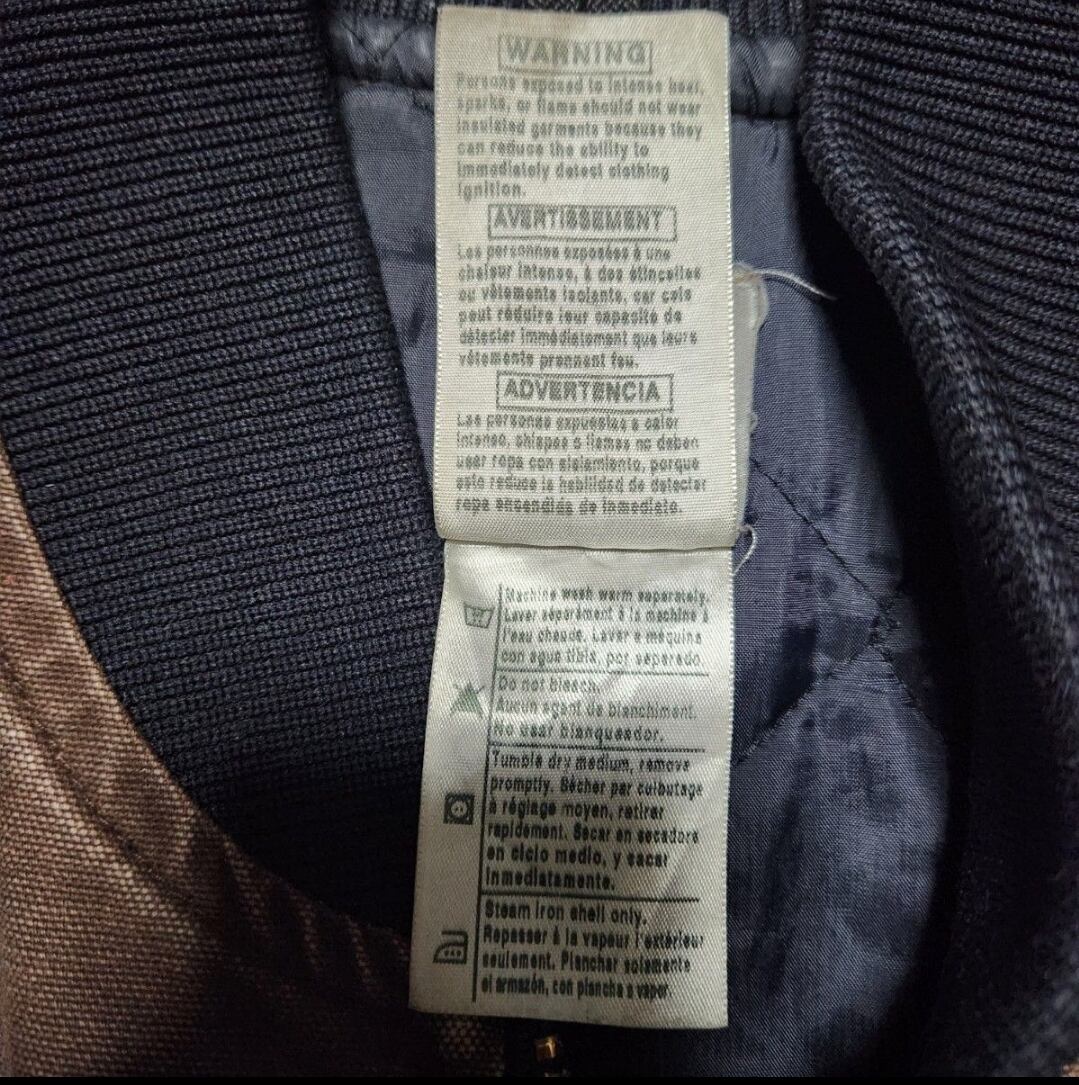 WARNING
Persons exposed to intense heat,
sparks, or flame should not wear
insulated garments because they
can reduce the ability to
immediately detect clothing
ignition.
AVERTISSEMENT
Les personnes exposées à une
chaleur intense, à des étincelles
ou vêtements isolants, car cela
peut réduire leur capacité de
détecter immédiatement que leurs
vêtements prennent feu.
ADVERTENCIA
Las personas expuestas a calor
intenso, chispas o llamas no deben
usar ropa con aislamiento, porque
este reduce la habilidad de detectar
ropa encendida de inmediato.
Machine wash warm separately.
Laver séparément à la machine à
l'eau chaude. Lavar a máquina
con agua tibia, por separado.
Do not bleach.
Aucun agent de blanchiment.
No usar blanqueador.
Tumble dry medium, remove
promptly. Sécher par culbutage
à réglage moyen, retirer
rapidement. Secar en secadora
en ciclo medio, y sacar
inmediatamente.
Steam iron shell only.
Repasser à la vapeur l'extérieur
seulement. Planchar solamente
el armazón, con plancha a vapor.